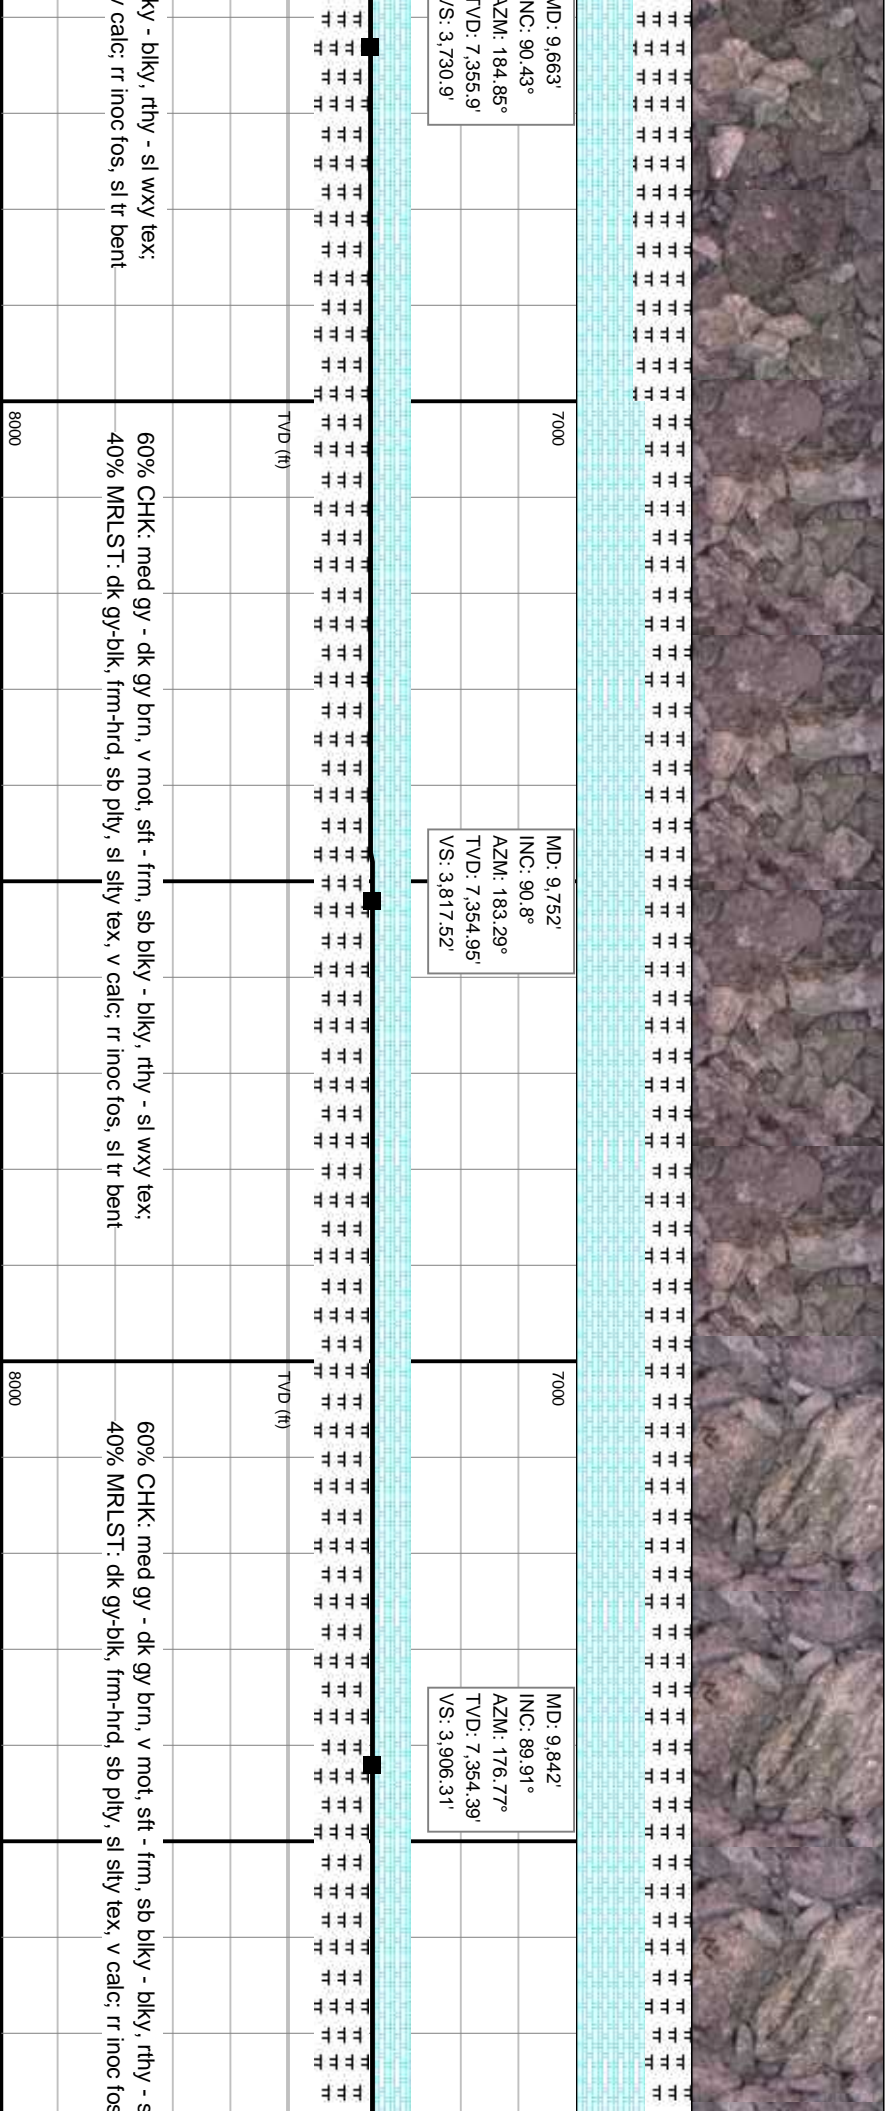 MD: 9,663'
INC: 90.43°
AZM: 184.85°
TVD: 7,355.9'
VS: 3,730.9'
ky - blky, rthy - sl wxy tex;
v calc; rr inoc fos, sl tr bent
7000
TVD (ft)
8000
60% CHK: med gy - dk gy brn, v mot, sft - frm, sb blky - blky, rthy - sl wxy tex;
40% MRLST: dk gy-blk, frm-hrd, sb plty, sl slty tex, v calc; rr inoc fos, sl tr bent
MD: 9,752'
INC: 90.8°
AZM: 183.29°
TVD: 7,354.95'
VS: 3,817.52'
7000
TVD (ft)
8000
60% CHK: med gy - dk gy brn, v mot, sft - frm, sb blky - blky, rthy - s
40% MRLST: dk gy-blk, frm-hrd, sb plty, sl slty tex, v calc; rr inoc fos
MD: 9,842'
INC: 89.91°
AZM: 176.77°
TVD: 7,354.39'
VS: 3,906.31'